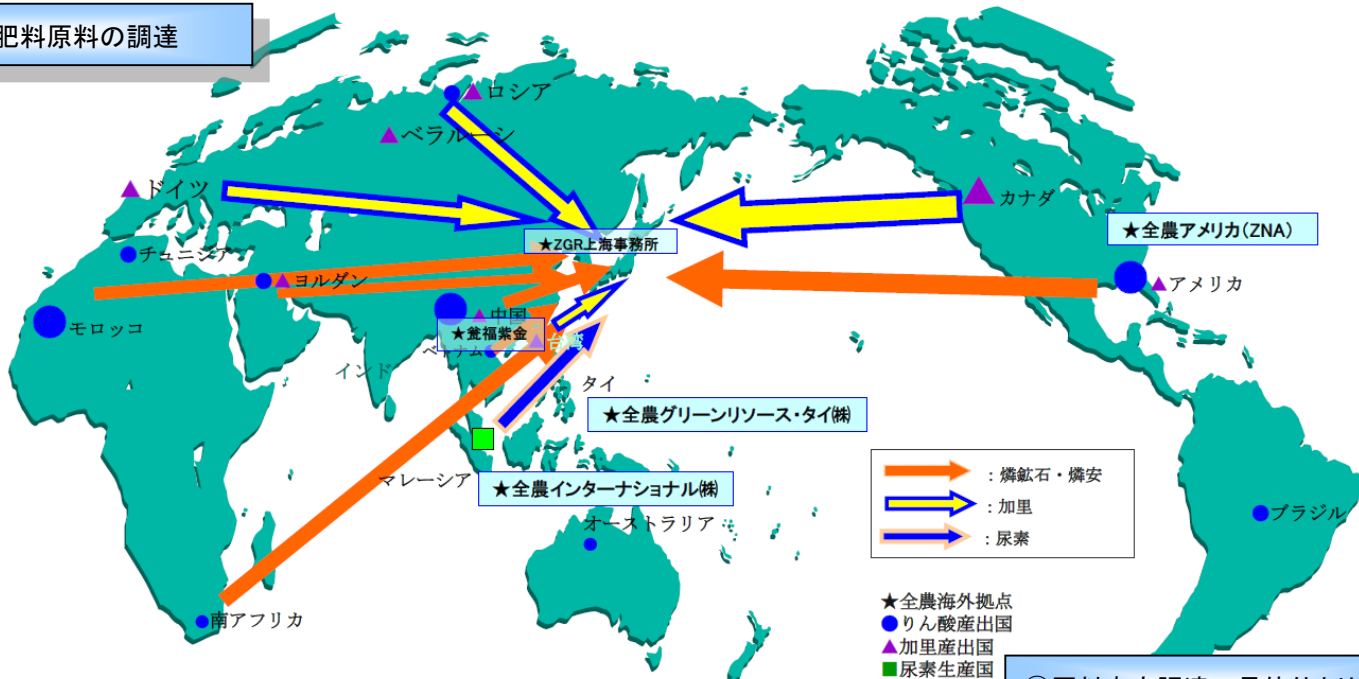 肥料原料の調達
ロシア
ベラルーシ
ドイツ
カナダ
★全農アメリカ(ZNA)
★ZGR上海事務所
チュニジア
ヨルダン
アメリカ
モロッコ
中国
★瓮福紫金
台湾
ベトナム
インド
タイ
★全農グリーンリソース・タイ㈱
マレーシア
★全農インターナショナル㈱
オーストラリア
ブラジル
南アフリカ
:燐鉱石・燐安
:加里
:尿素
★全農海外拠点
●りん酸産出国
▲加里産出国
■尿素生産国